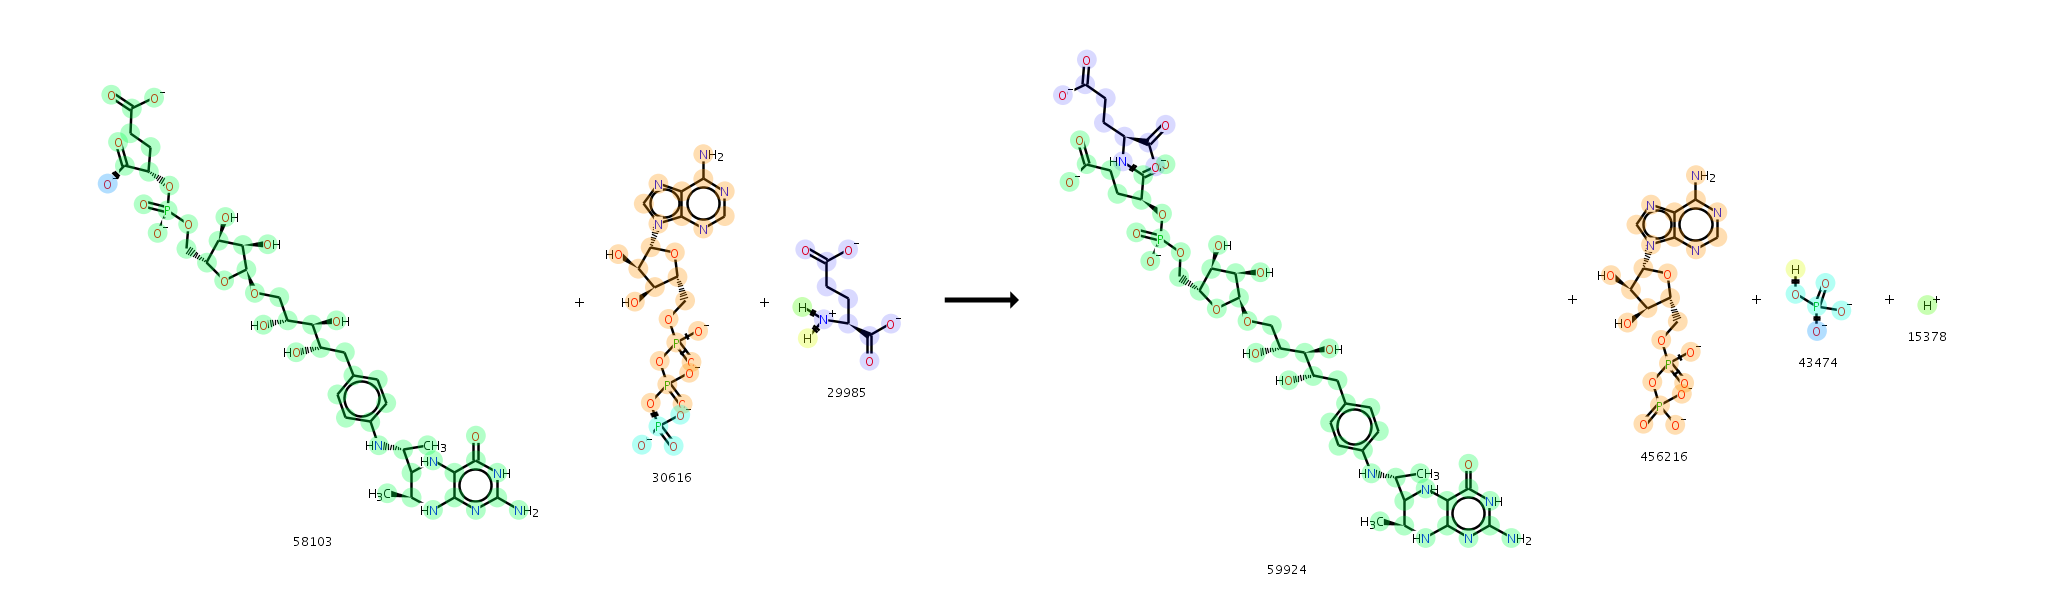 58103
+
30616
+
29985
59924
+
456216
+
43474
+
15378
O
O-
O
O-
O
O
P
O-
O
OH
OH
O
O
HO
OH
HO
HN
CH3
HN
O
NH
H3C
HN
N
NH2
NH2
N
N
N
N
HO
O
HO
O
O-
P
O
O
O-
P
O
O-
P
O-
O
O
O-
H
N+
H
O-
O
O
O-
O
HN
O
O-
O
O-
O
O
P
O-
O
OH
OH
O
O
HO
OH
HO
HN
CH3
NH
O
NH
H3C
HN
N
NH2
NH2
N
N
N
N
HO
O
HO
O
O-
P
O
O
O-
P
O
O-
H
O
O
P
O-
O-
H+